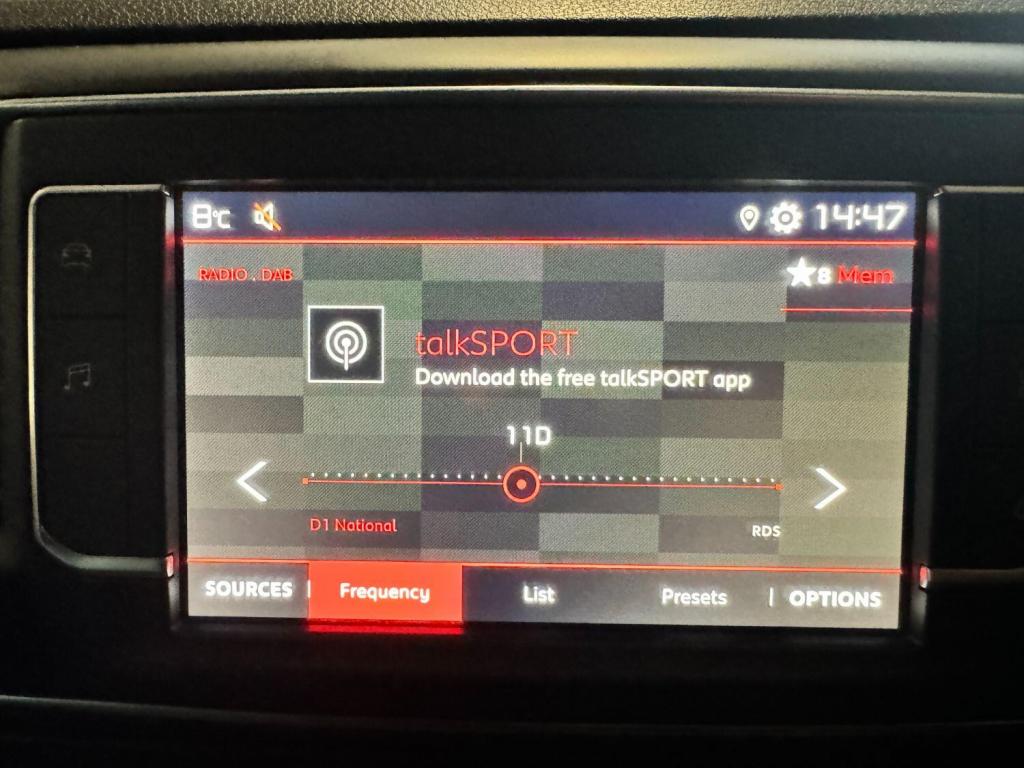 8°C 14:47
RADIO . DAB 8 Mem
talkSPORT
Download the free talkSPORT app
11D
D1 National RDS
SOURCES Frequency List Presets OPTIONS